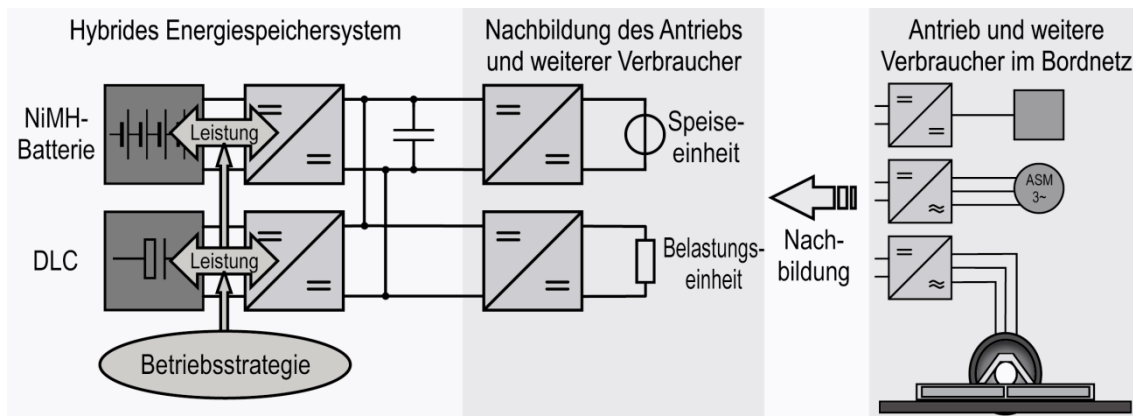 Hybrides Energiespeichersystem
Nachbildung des Antriebs
und weiterer Verbraucher
Antrieb und weitere
Verbraucher im Bordnetz
NiMH-
Batterie
Leistung
Speise-
einheit
ASM
3~
DLC
Leistung
Belastungs-
einheit
Nach-
bildung
Betriebsstrategie